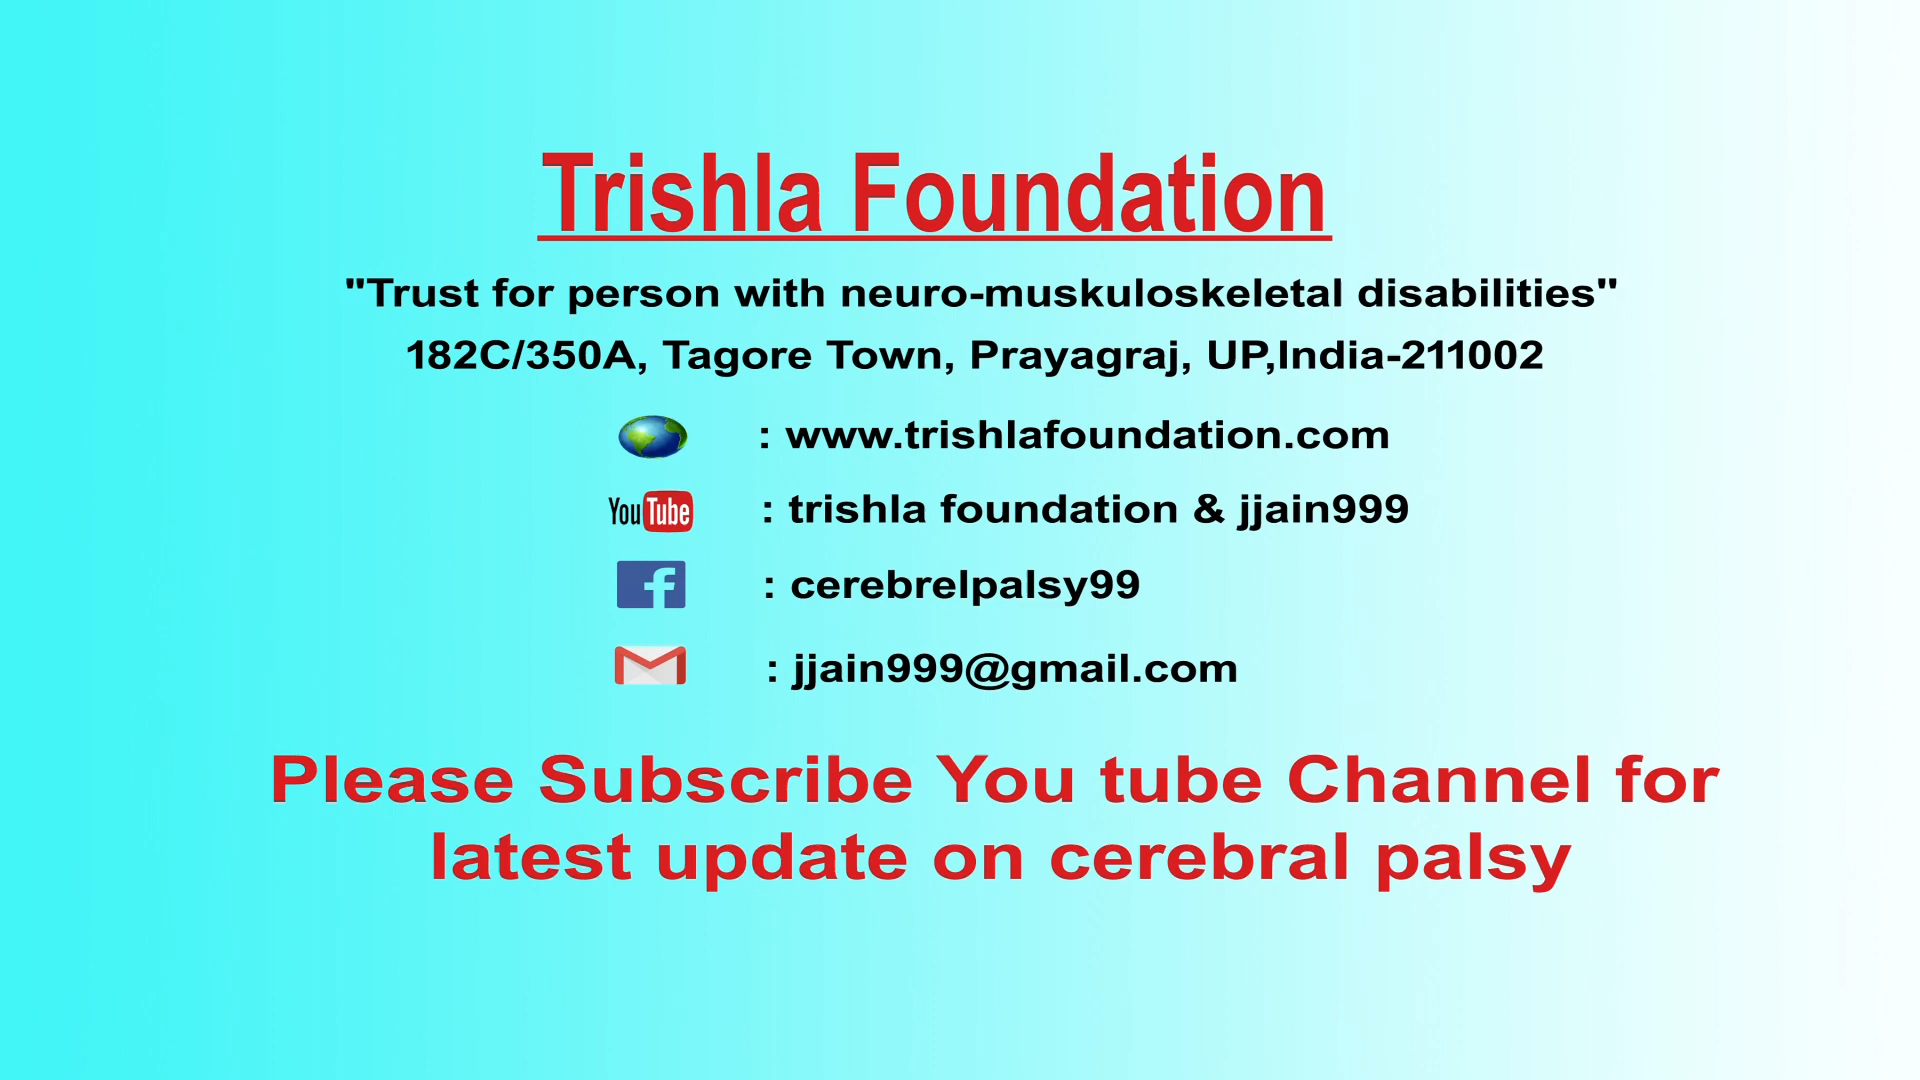 Trishla Foundation
"Trust for person with neuro-muskuloskeletal disabilities"
182C/350A, Tagore Town, Prayagraj, UP,India-211002
: www.trishlafoundation.com
YouTube : trishla foundation & jjain999
f : cerebrelpalsy99
: jjain999@gmail.com
Please Subscribe You tube Channel for
latest update on cerebral palsy